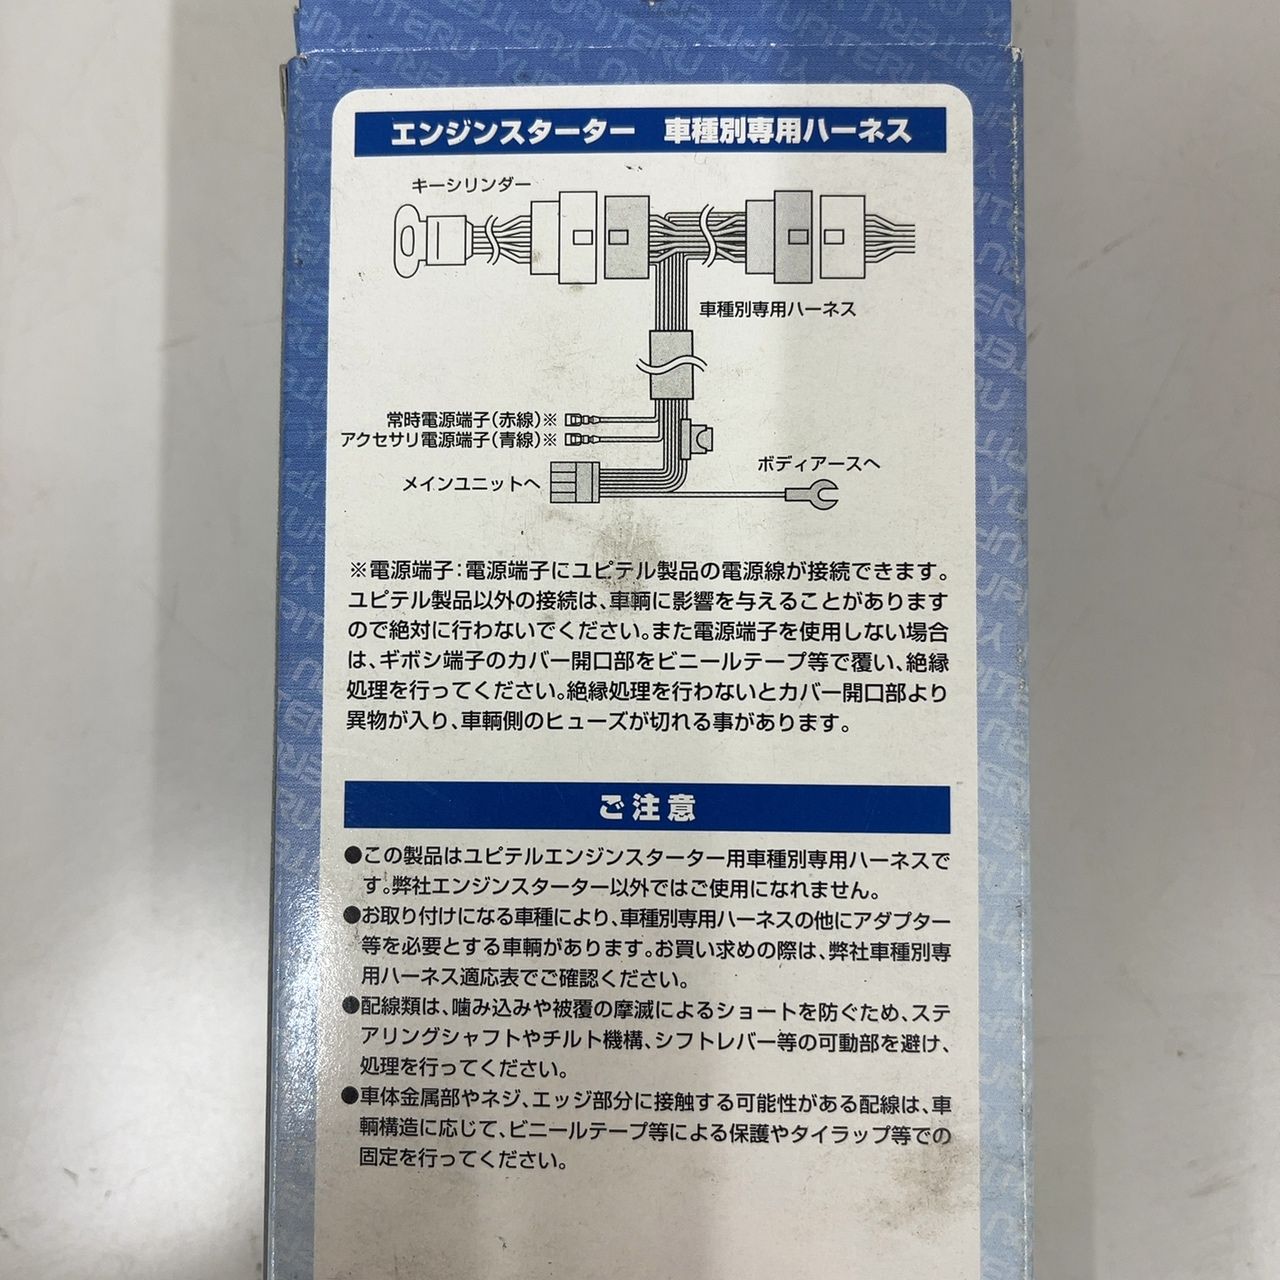 エンジンスターター 車種別専用ハーネス
キーシリンダー
車種別専用ハーネス
常時電源端子(赤線)※
アクセサリ電源端子(青線)※
メインユニットへ
ボディアースへ
※電源端子:電源端子にユピテル製品の電源線が接続できます。
ユピテル製品以外の接続は、車輌に影響を与えることがあります
ので絶対に行わないでください。また電源端子を使用しない場合
は、ギボシ端子のカバー開口部をビニールテープ等で覆い、絶縁
処理を行ってください。絶縁処理を行わないとカバー開口部より
異物が入り、車輌側のヒューズが切れる事があります。
ご注意
●この製品はユピテルエンジンスターター用車種別専用ハーネスで
す。弊社エンジンスターター以外ではご使用になれません。
●お取り付けになる車種により、車種別専用ハーネスの他にアダプター
等を必要とする車輌があります。お買い求めの際は、弊社車種別専
用ハーネス適応表でご確認ください。
●配線類は、噛み込みや被覆の摩滅によるショートを防ぐため、ステ
アリングシャフトやチルト機構、シフトレバー等の可動部を避け、
処理を行ってください。
●車体金属部やネジ、エッジ部分に接触する可能性がある配線は、車
輌構造に応じて、ビニールテープ等による保護やタイラップ等での
固定を行ってください。